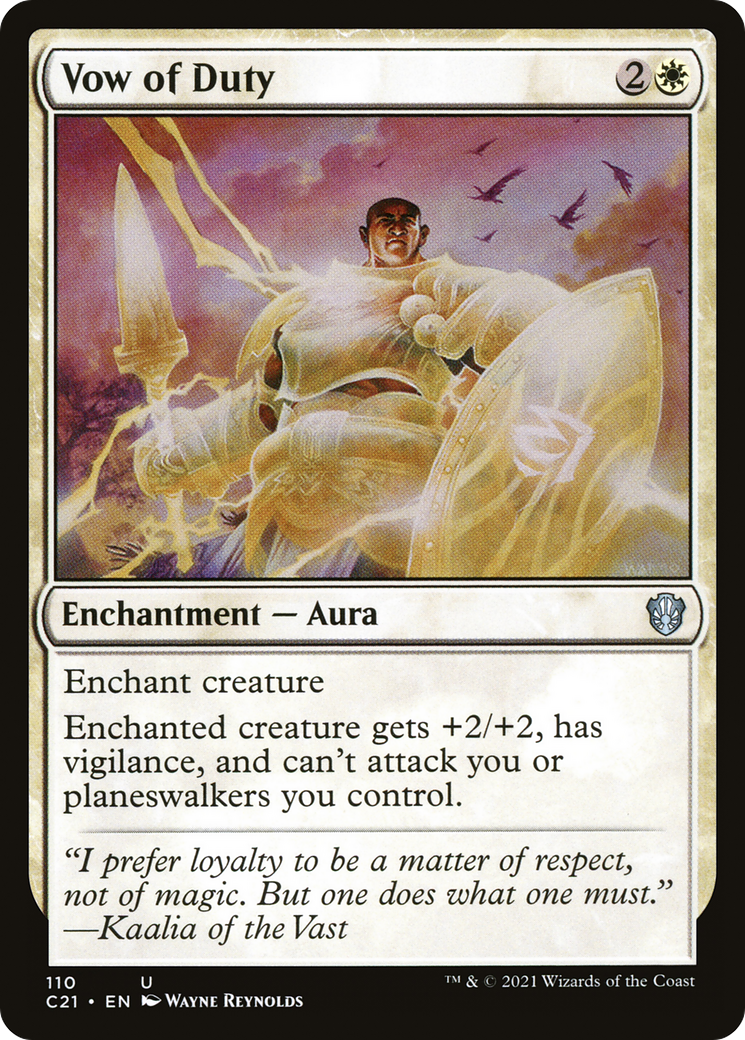 Vow of Duty 2
Enchantment — Aura
Enchant creature
Enchanted creature gets +2/+2, has
vigilance, and can't attack you or
planeswalkers you control.
“I prefer loyalty to be a matter of respect,
not of magic. But one does what one must.”
—Kaalia of the Vast
110 U ™ & © 2021 Wizards of the Coast
C21 • EN Wayne Reynolds